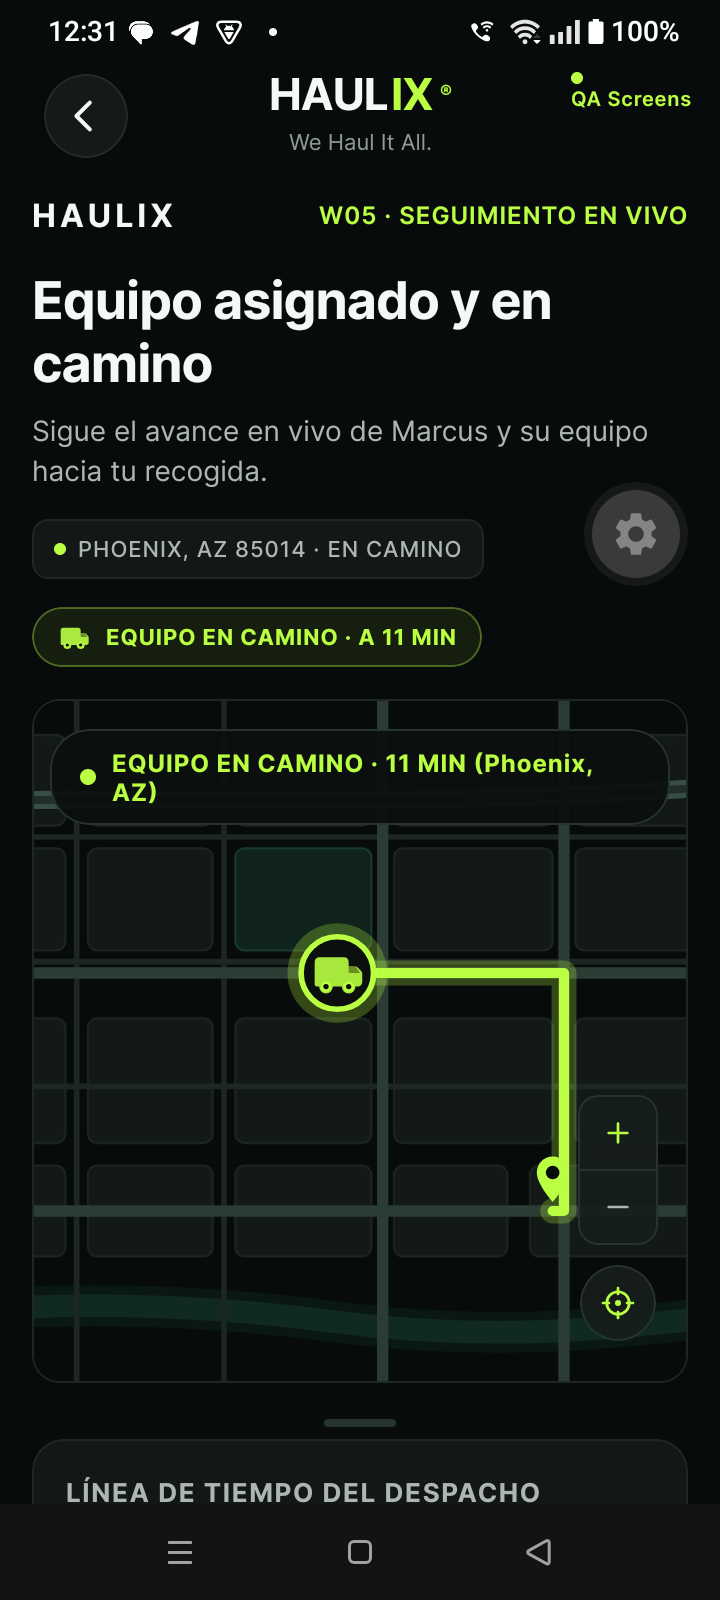 12:31
100%
HAULIX®
QA Screens
We Haul It All.
HAULIX
W05 · SEGUIMIENTO EN VIVO
Equipo asignado y en
camino
Sigue el avance en vivo de Marcus y su equipo
hacia tu recogida.
PHOENIX, AZ 85014 · EN CAMINO
EQUIPO EN CAMINO · A 11 MIN
EQUIPO EN CAMINO · 11 MIN (Phoenix,
AZ)
LÍNEA DE TIEMPO DEL DESPACHO